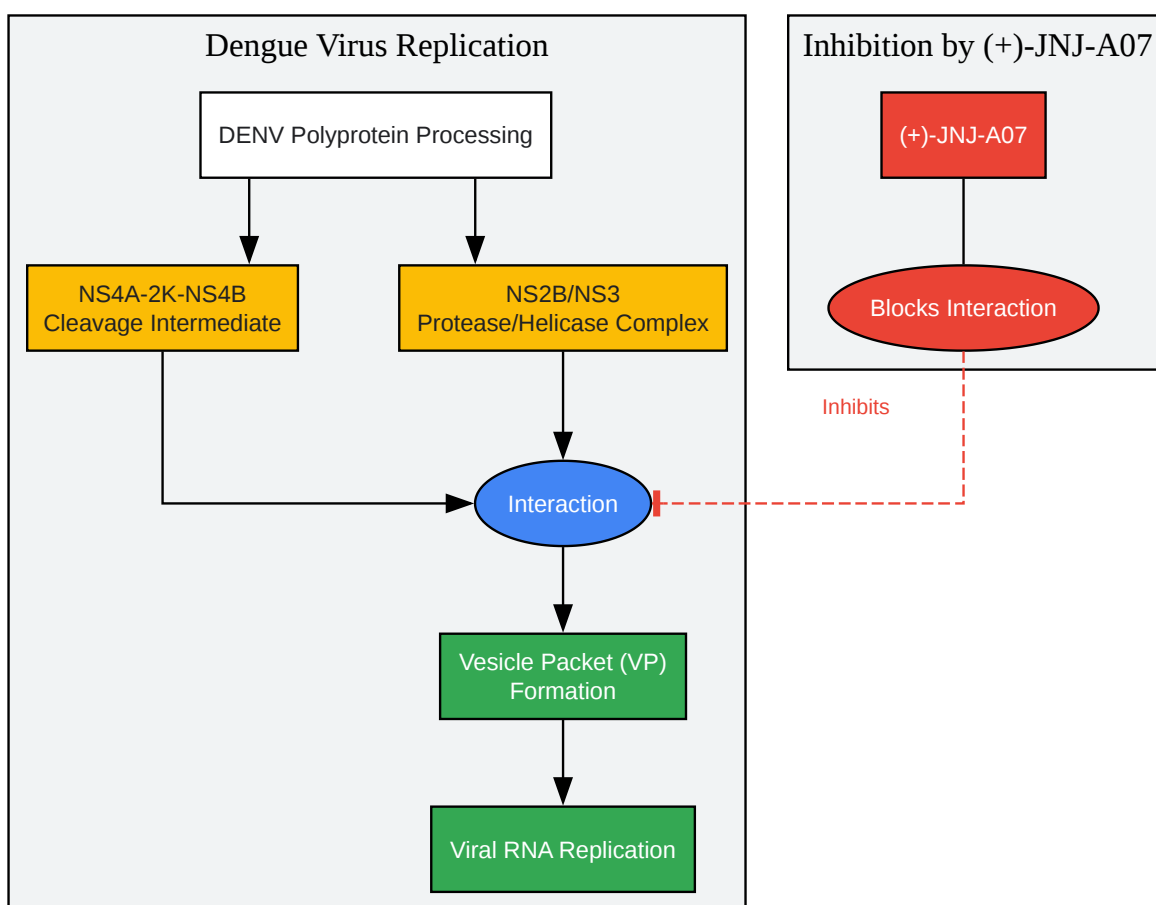 Dengue Virus Replication
DENV Polyprotein Processing
NS4A-2K-NS4B
Cleavage Intermediate
NS2B/NS3
Protease/Helicase Complex
Interaction
Vesicle Packet (VP)
Formation
Viral RNA Replication
Inhibition by (+)-JNJ-A07
(+)-JNJ-A07
Blocks Interaction
Inhibits